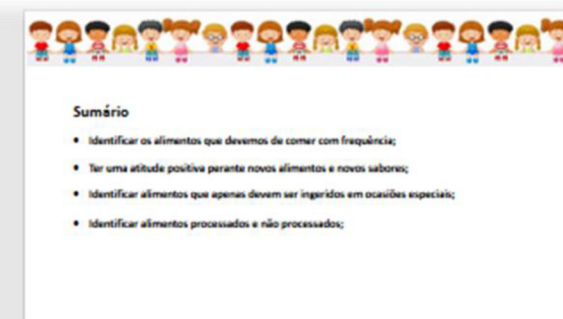 Sumário
• Identificar os alimentos que devemos de comer com frequência;
• Ter uma atitude positiva perante novos alimentos e novos sabores;
• Identificar alimentos que apenas devem ser ingeridos em ocasiões especiais;
• Identificar alimentos processados e não processados;